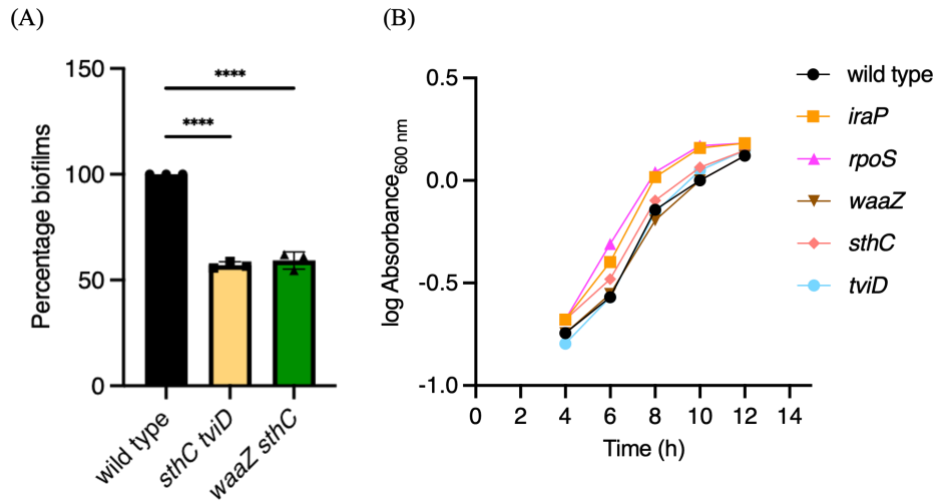 (A)
150
100
50
0
Percentage biofilms
****
****
wild type
sthC tviD
waaZ sthC
(B)
0.5
0.0
-0.5
-1.0
log Absorbance600 nm
0 2 4 6 8 10 12 14
Time (h)
wild type
iraP
rpoS
waaZ
sthC
tviD